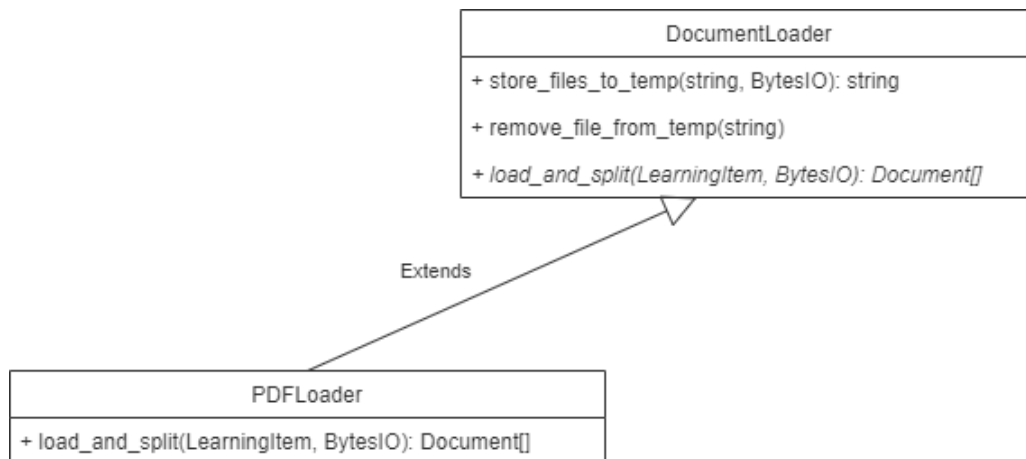 DocumentLoader
+ store_files_to_temp(string, BytesIO): string
+ remove_file_from_temp(string)
+ load_and_split(LearningItem, BytesIO): Document[]
Extends
PDFLoader
+ load_and_split(LearningItem, BytesIO): Document[]